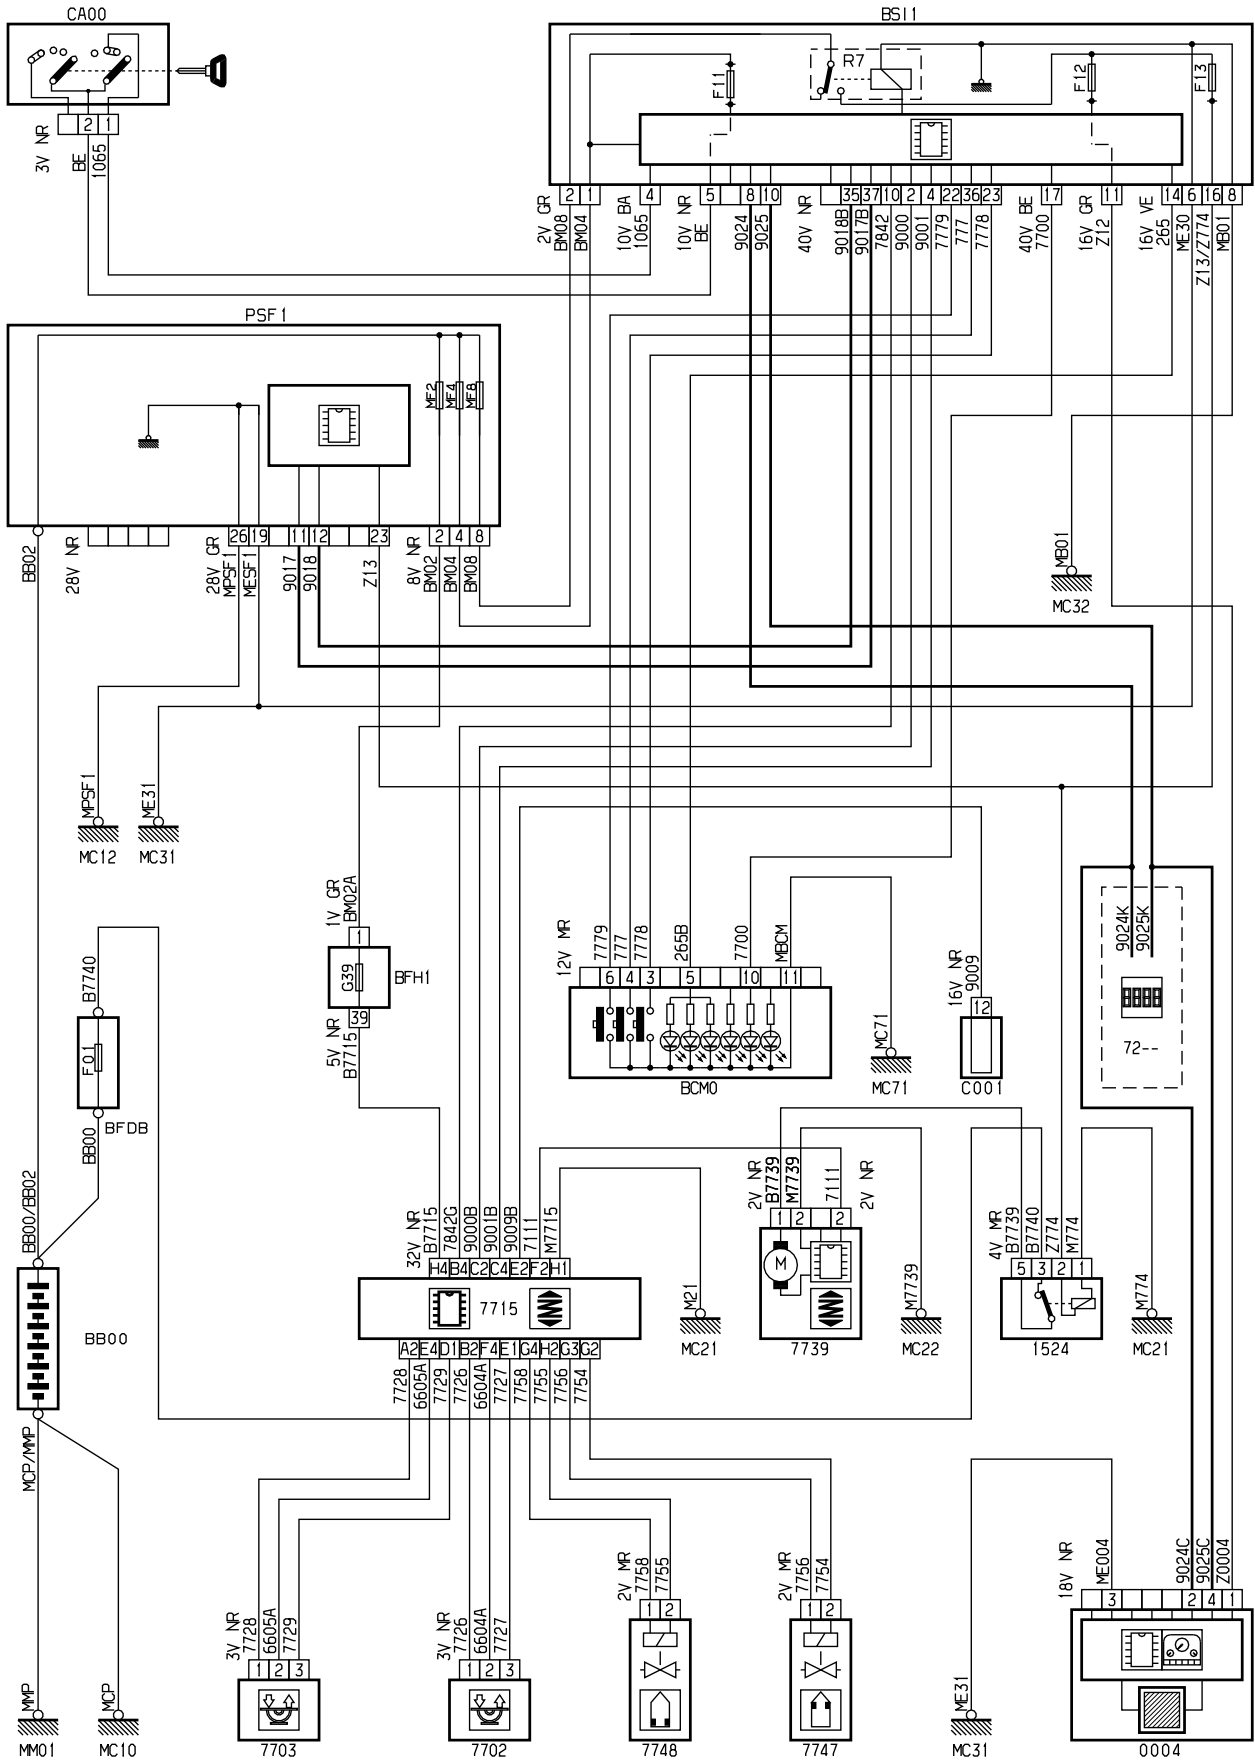 CA00
BSI1
R7
F11
F12
F13
2 1
3V NR
BE
1065
2 1 4 5 8 10 35 37 10 2 4 22 36 23 17 11 14 6 16 8
2V GR
BM08
BM04
10V BA
1065
10V NR
BE
9024
9025
40V NR
9018B
9017B
7842
9000
9001
7779
777
7778
40V BE
7700
16V GR
Z12
16V VE
265
ME30
Z13/Z774
MB01
PSF1
MF2
MF4
MF8
26 19 11 12 23 2 4 8
BB02
28V NR
28V GR
MPSF1
MESF1
9017
9018
Z13
8V NR
BM02
BM04
BM08
MB01
MC32
MPSF1
MC12
ME31
MC31
1V GR
BM02A
1
G39
BFH1
39
5V NR
B7715
B7740
F01
BFDB
BB00
12V MR
7779
777
7778
265B
7700
MBCM
6 4 3 5 10 11
BCM0
MC71
MC71
16V NR
9009
12
C001
9024K
9025K
72--
BB00/BB02
BB00
MCP/MMP
32V NR
B7715
7842G
9000B
9001B
9009B
7111
M7715
H4 B4 C2 C4 E2 F2 H1
7715
A2 E4 D1 B2 F4 E1 G4 H2 G3 G2
7728
6605A
7729
7726
6604A
7727
7758
7755
7756
7754
M21
MC21
2V NR
B7739
M7739
7111
2V NR
1 2 2
M
7739
M7739
MC22
4V MR
B7739
B7740
Z774
M774
5 3 2 1
1524
M774
MC21
MMP
MM01
MCP
MC10
3V NR
7728
6605A
7729
1 2 3
7703
3V NR
7726
6604A
7727
1 2 3
7702
2V MR
7758
7755
1 2
7748
2V MR
7756
7754
1 2
7747
ME31
MC31
18V NR
ME004
9024C
9025C
Z0004
3 2 4 1
0004